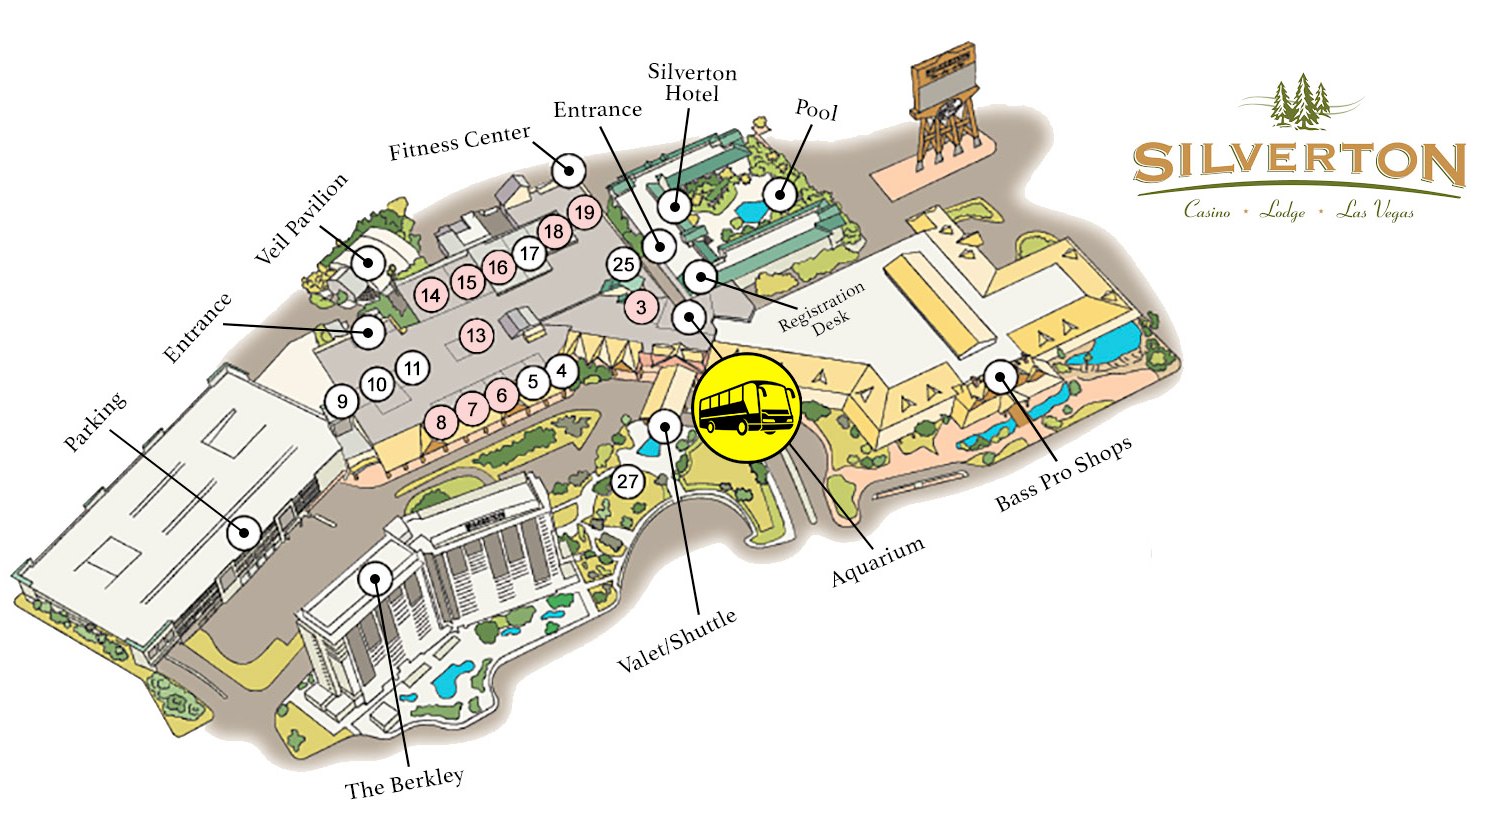 Silverton
Hotel
Entrance
Pool
Fitness Center
SILVERTON
SILVERTON
Casino • Lodge • Las Vegas
Veil Pavilion
19
18
17
16
15
14
25
3
Registration
Desk
Entrance
13
11
10
9
4
5
6
7
8
Parking
27
Bass Pro Shops
Aquarium
Valet/Shuttle
The Berkley